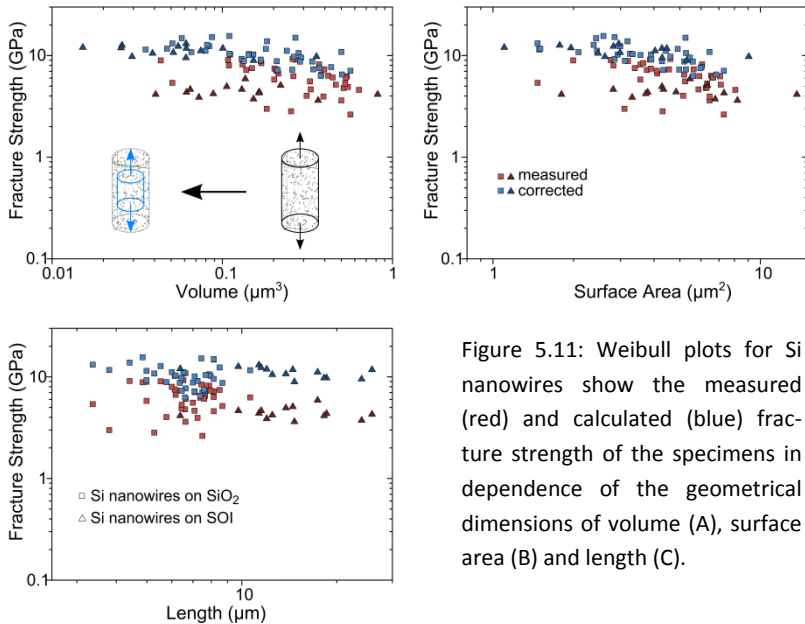 Fracture Strength (GPa)
10
1
0.1
0.01
0.1
1
Volume (µm³)
Fracture Strength (GPa)
10
1
0.1
measured
corrected
1
10
Surface Area (µm²)
Fracture Strength (GPa)
10
1
0.1
Si nanowires on SiO₂
Si nanowires on SOI
10
Length (µm)
Figure 5.11: Weibull plots for Si
nanowires show the measured
(red) and calculated (blue) frac-
ture strength of the specimens in
dependence of the geometrical
dimensions of volume (A), surface
area (B) and length (C).